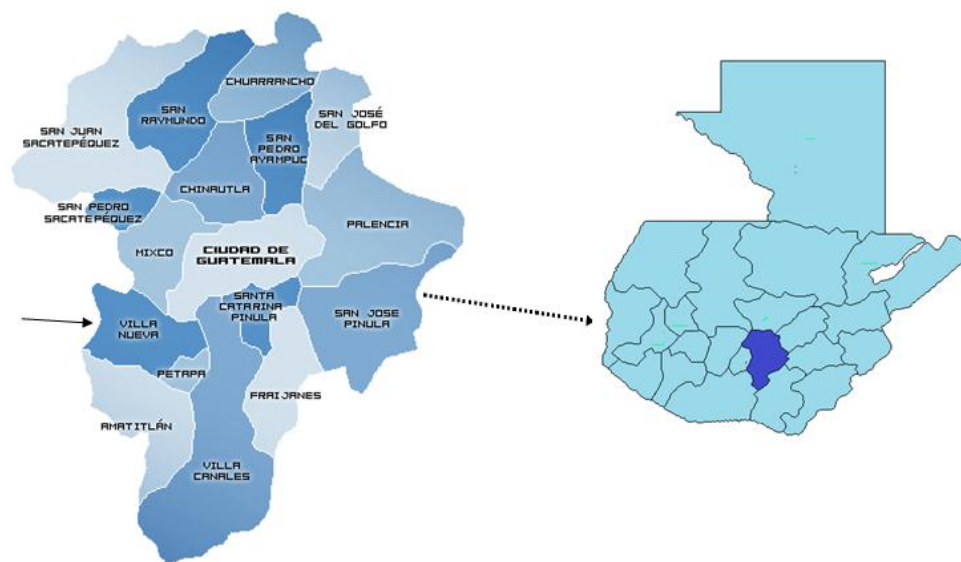 CHUARRANCHO
SAN
RAYMUNDO
SAN JOSÉ
DEL GOLFO
SAN JUAN
SACATEPÉQUEZ
SAN
PEDRO
AYAMPUC
CHINAUTLA
SAN PEDRO
SACATEPÉQUEZ
PALENCIA
MIXCO
CIUDAD DE
GUATEMALA
SANTA
CATARINA
PINULA
SAN JOSE
PINULA
VILLA
NUEVA
PETAPA
FRAIJANES
AMATITLÁN
VILLA
CANALES